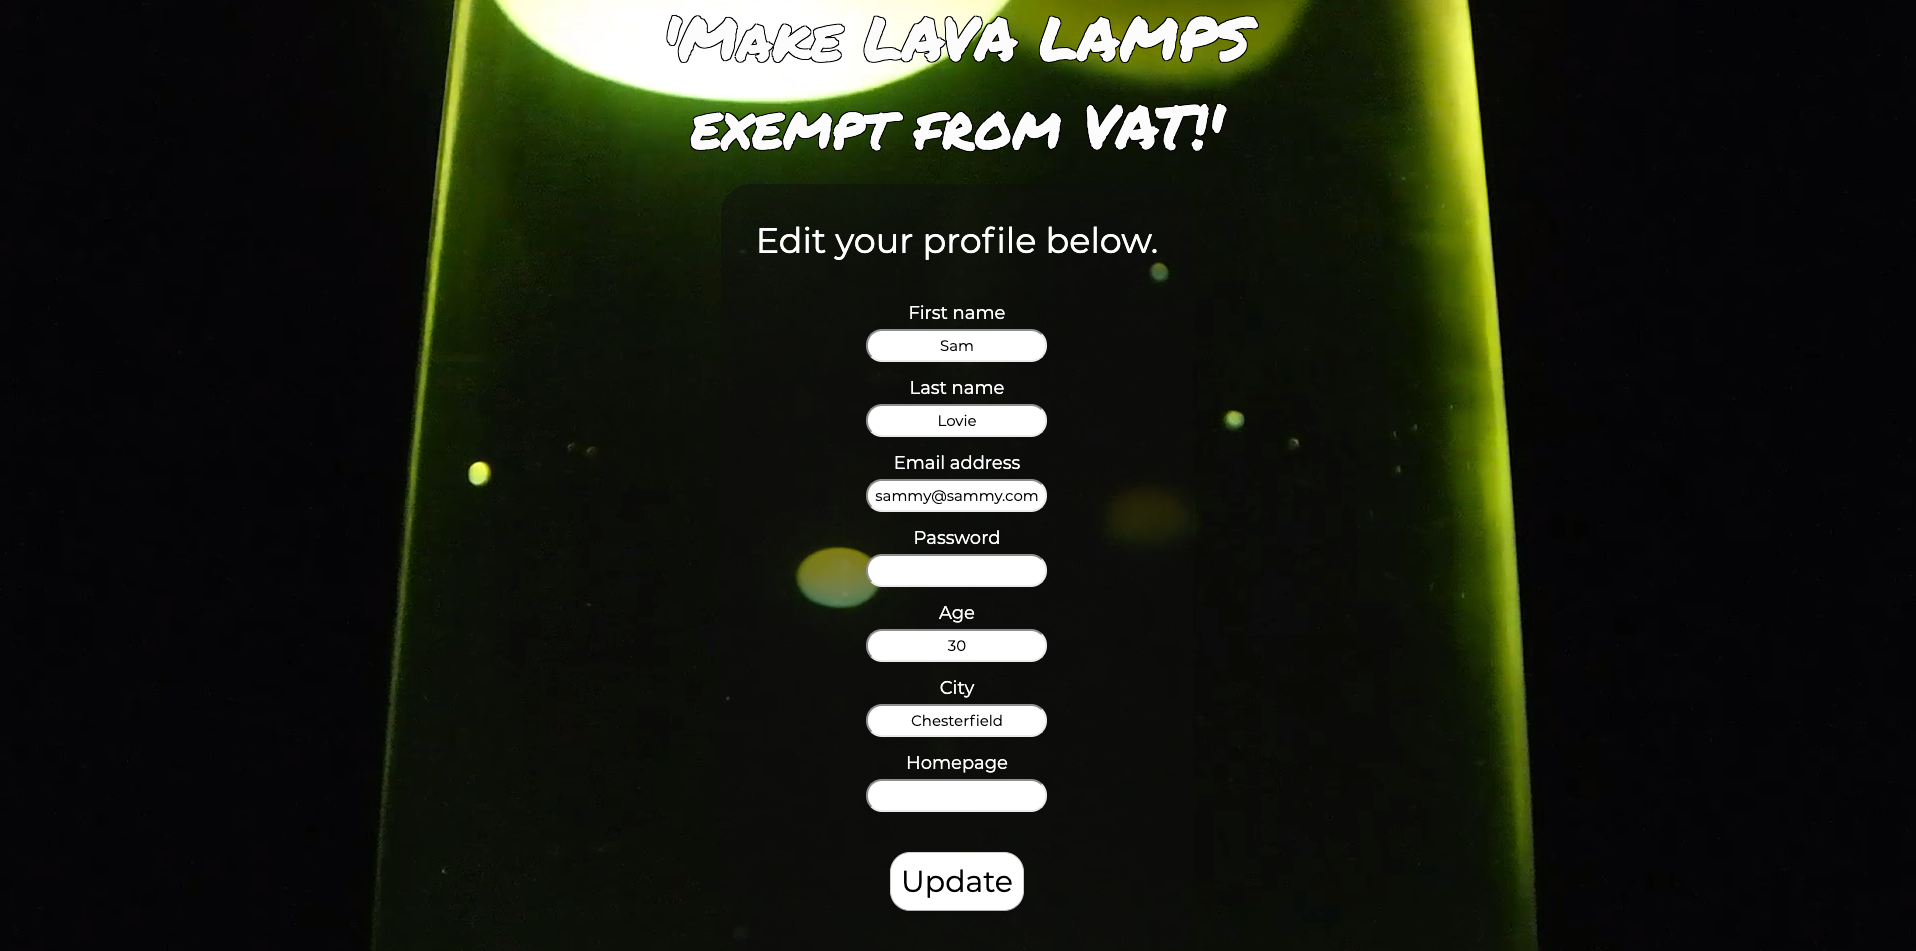 'Make LAVA LAMPS
exempt from VAT!'
Edit your profile below.
First name
Sam
Last name
Lovie
Email address
sammy@sammy.com
Password
Age
30
City
Chesterfield
Homepage
Update